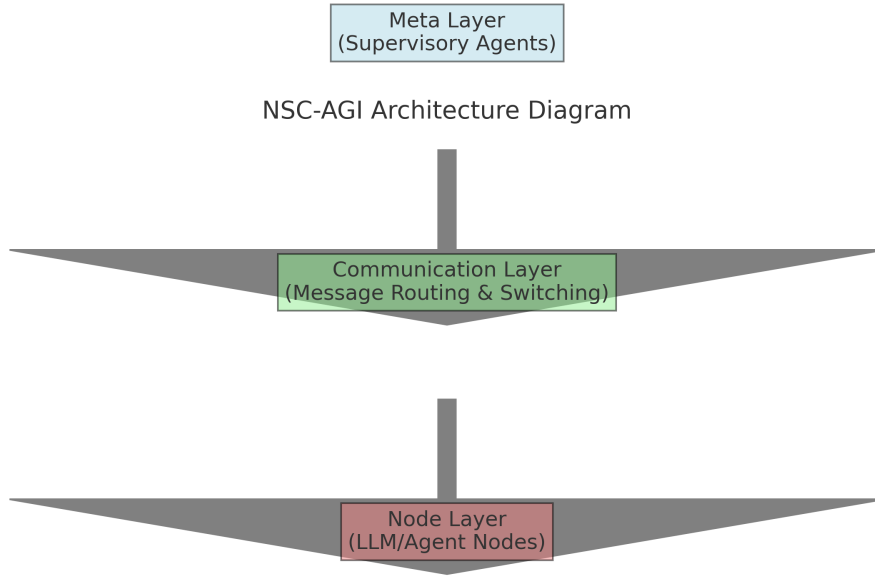 Meta Layer
(Supervisory Agents)
NSC-AGI Architecture Diagram
Communication Layer
(Message Routing & Switching)
Node Layer
(LLM/Agent Nodes)